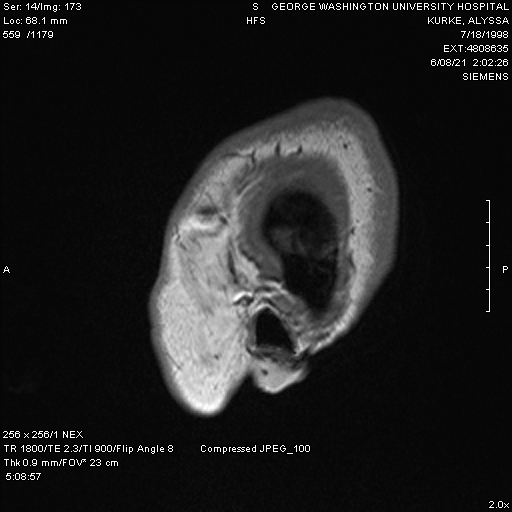 Ser: 14/Img: 173
Loc: 68.1 mm
559 /1179
S GEORGE WASHINGTON UNIVERSITY HOSPITAL
HFS KURKE, ALYSSA
7/18/1998
EXT:4808635
6/08/21 2:02:26
SIEMENS
A
P
256 x 256/1 NEX
TR 1800/TE 2.3/TI 900/Flip Angle 8 Compressed JPEG_100
Thk 0.9 mm/FOV* 23 cm
5:08:57
2.0x